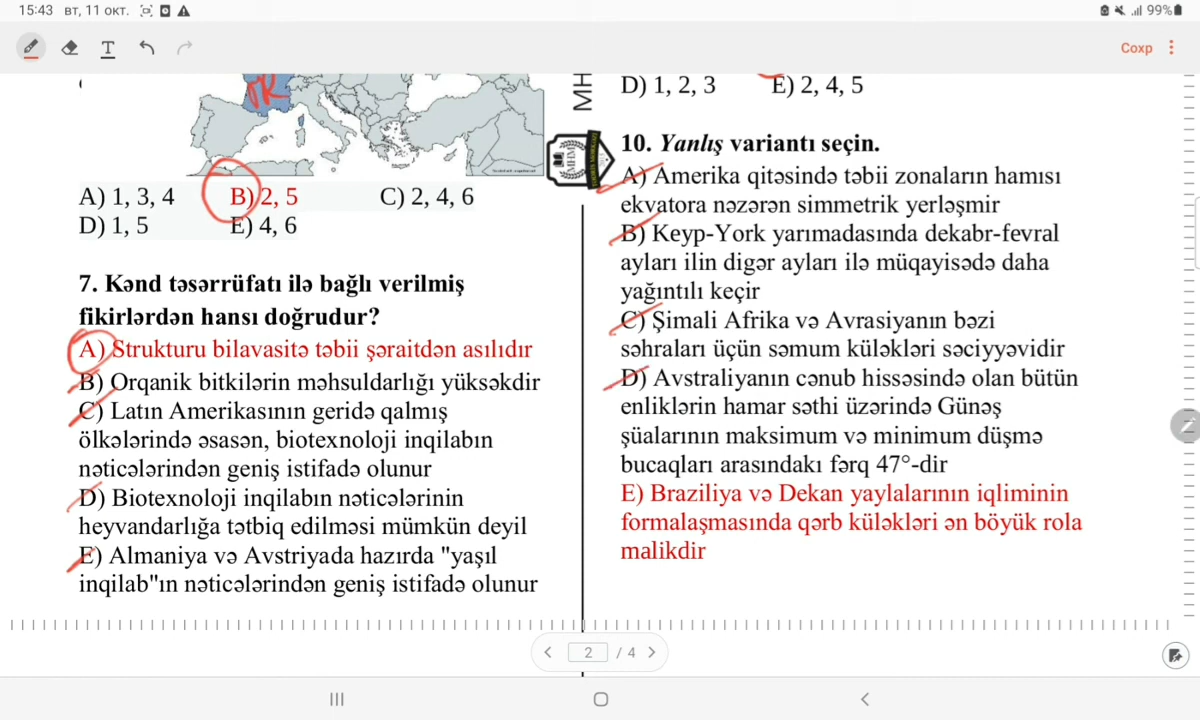 15:43 вт, 11 окт.
99%
T
Сохр
A) 1, 3, 4 B) 2, 5 C) 2, 4, 6
D) 1, 5 E) 4, 6
7. Kənd təsərrüfatı ilə bağlı verilmiş
fikirlərdən hansı doğrudur?
A) Strukturu bilavasitə təbii şəraitdən asılıdır
B) Orqanik bitkilərin məhsuldarlığı yüksəkdir
C) Latın Amerikasının geridə qalmış
ölkələrində əsasən, biotexnoloji inqilabın
nəticələrindən geniş istifadə olunur
D) Biotexnoloji inqilabın nəticələrinin
heyvandarlığa tətbiq edilməsi mümkün deyil
E) Almaniya və Avstriyada hazırda "yaşıl
inqilab"ın nəticələrindən geniş istifadə olunur
MH
MHM
D) 1, 2, 3 E) 2, 4, 5
10. Yanlış variantı seçin.
A) Amerika qitəsində təbii zonaların hamısı
ekvatora nəzərən simmetrik yerləşmir
B) Keyp-York yarımadasında dekabr-fevral
ayları ilin digər ayları ilə müqayisədə daha
yağıntılı keçir
C) Şimali Afrika və Avrasiyanın bəzi
səhraları üçün səmum küləkləri səciyyəvidir
D) Avstraliyanın cənub hissəsində olan bütün
enliklərin hamar səthi üzərində Günəş
şüalarının maksimum və minimum düşmə
bucaqları arasındakı fərq 47°-dir
E) Braziliya və Dekan yaylalarının iqliminin
formalaşmasında qərb küləkləri ən böyük rola
malikdir
2 / 4